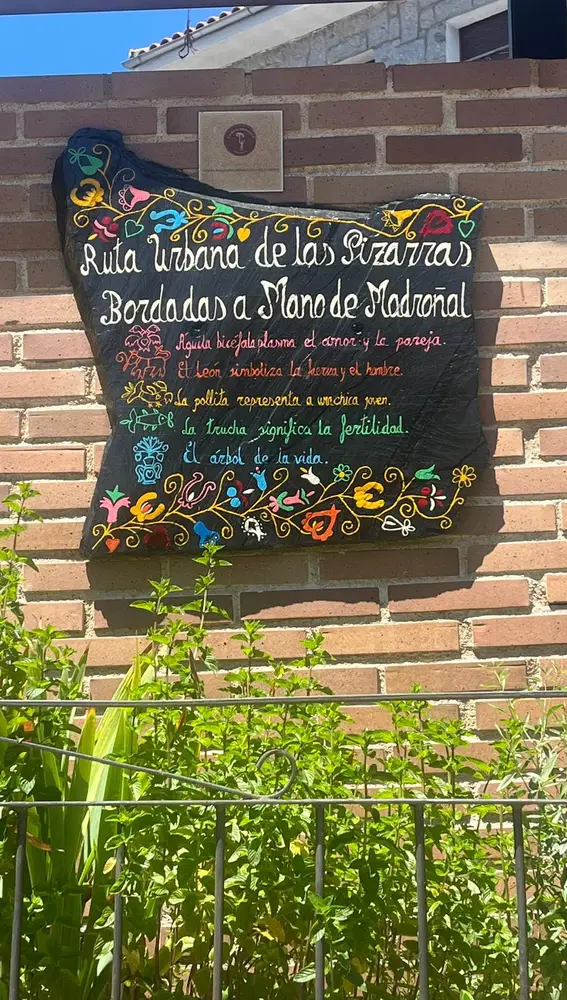 Ruta Urbana de las Pizarras
Bordadas a Mano de Madroñal
Aguila bicéfala plasma el amor y la pareja.
El León simboliza la fuerza y el hombre.
La pollita representa a una chica joven.
La trucha significa la fertilidad.
El árbol de la vida.